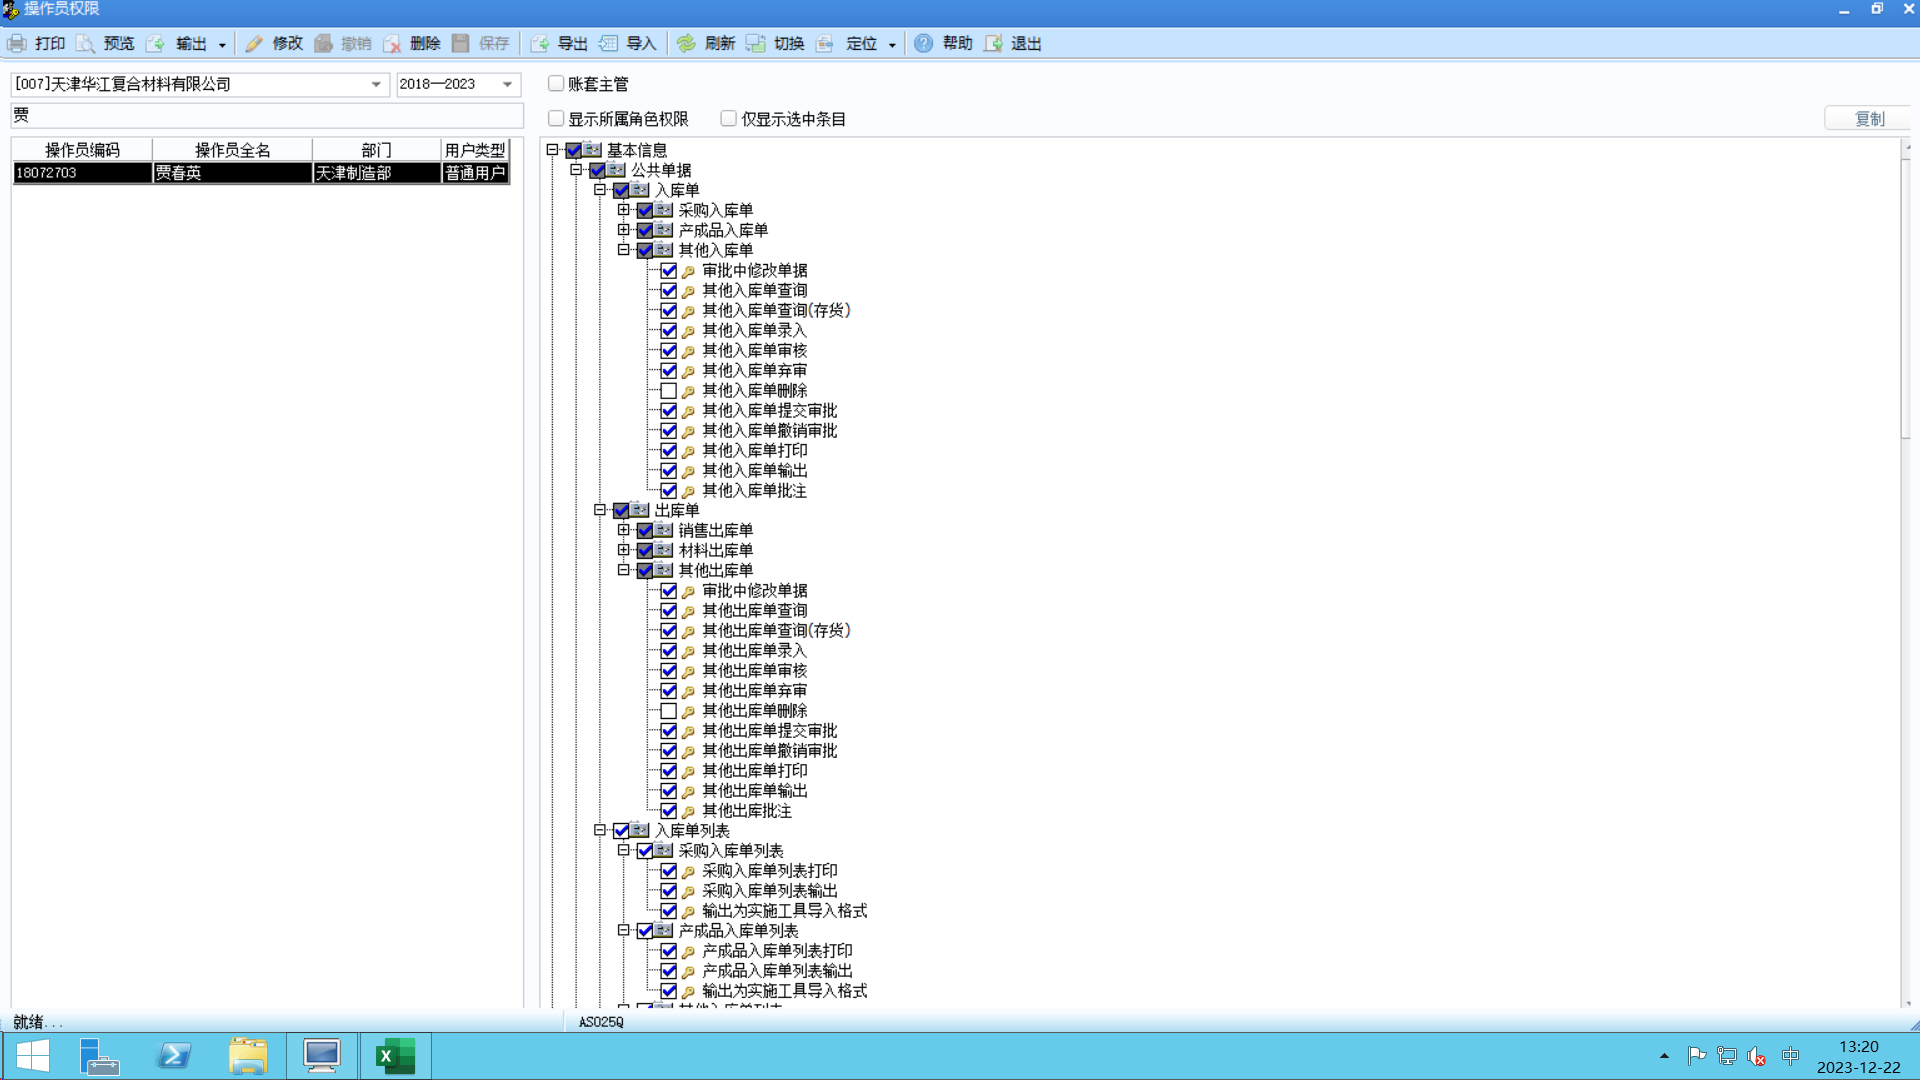 操作员权限
打印 预览 输出 修改 撤销 删除 保存 导出 导入 刷新 切换 定位 帮助 退出
[007]天津华江复合材料有限公司 2018—2023 账套主管
贾 显示所属角色权限 仅显示选中条目 复制
操作员编码 操作员全名 部门 用户类型
18072703 贾春英 天津制造部 普通用户
基本信息
公共单据
入库单
采购入库单
产成品入库单
其他入库单
审批中修改单据
其他入库单查询
其他入库单查询(存货)
其他入库单录入
其他入库单审核
其他入库单弃审
其他入库单删除
其他入库单提交审批
其他入库单撤销审批
其他入库单打印
其他入库单输出
其他入库单批注
出库单
销售出库单
材料出库单
其他出库单
审批中修改单据
其他出库单查询
其他出库单查询(存货)
其他出库单录入
其他出库单审核
其他出库单弃审
其他出库单删除
其他出库单提交审批
其他出库单撤销审批
其他出库单打印
其他出库单输出
其他出库批注
入库单列表
采购入库单列表
采购入库单列表打印
采购入库单列表输出
输出为实施工具导入格式
产成品入库单列表
产成品入库单列表打印
产成品入库单列表输出
输出为实施工具导入格式
其他入库单列表
就绪... AS025Q
中 13:20
2023-12-22